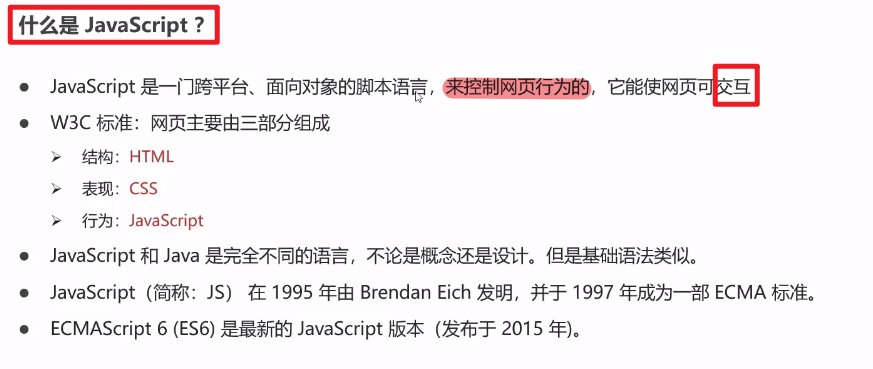 什么是 JavaScript ？
● JavaScript 是一门跨平台、面向对象的脚本语言，来控制网页行为的，它能使网页可交互
● W3C 标准：网页主要由三部分组成
➢ 结构：HTML
➢ 表现：CSS
➢ 行为：JavaScript
● JavaScript 和 Java 是完全不同的语言，不论是概念还是设计。但是基础语法类似。
● JavaScript（简称：JS） 在 1995 年由 Brendan Eich 发明，并于 1997 年成为一部 ECMA 标准。
● ECMAScript 6 (ES6) 是最新的 JavaScript 版本（发布于 2015 年)。